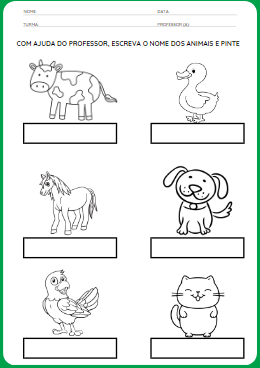 NOME: DATA:
TURMA: PROFESSOR (A):
COM AJUDA DO PROFESSOR, ESCREVA O NOME DOS ANIMAIS E PINTE